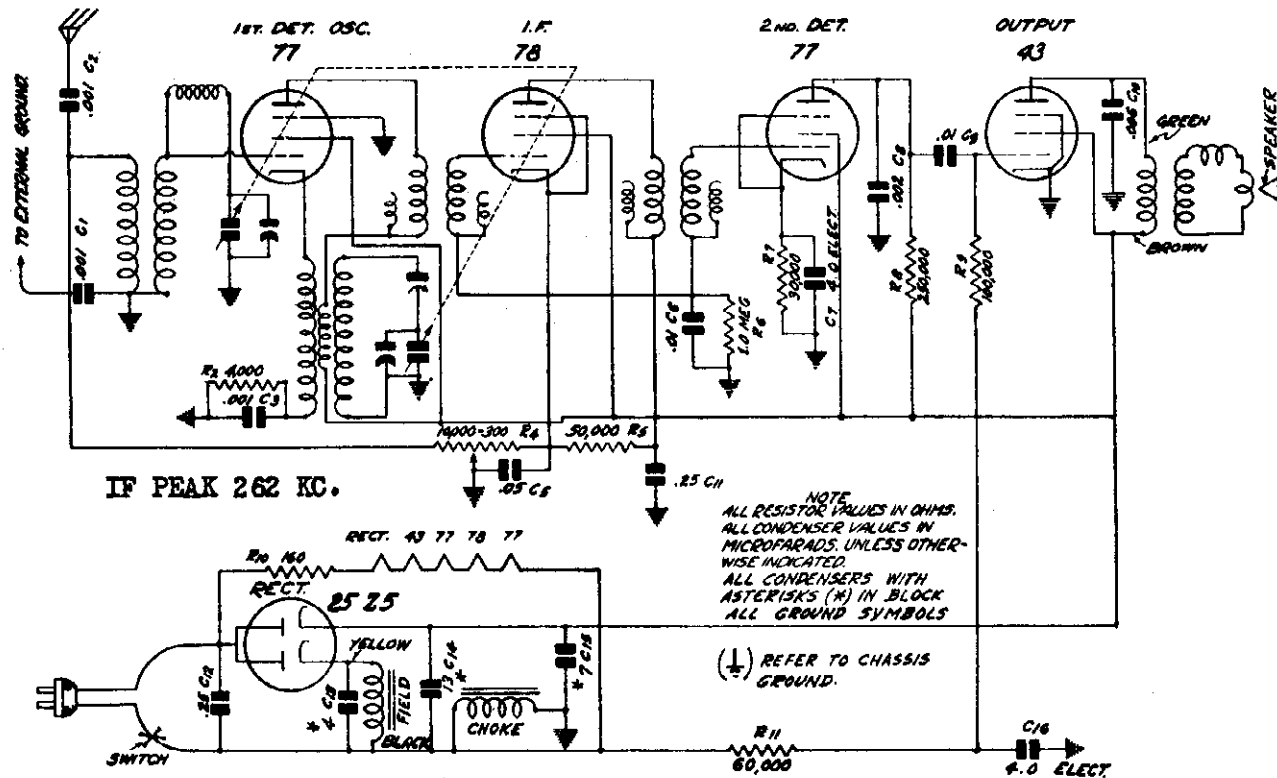 1ST. DET. OSC.
77
I.F.
78
2ND. DET.
77
OUTPUT
43
TO EXTERNAL GROUND
.001 C2
.001 C1
R2 4,000
.001 C3
10,000-300 R4
.05 C5
50,000 R5
.25 C11
.01 C6
1.0 MEG
R6
R7
30,000
C7 4.0 ELECT.
.002 C8
R8
250,000
.01 C9
R9
160,000
.006 C10
GREEN
BROWN
SPEAKER
IF PEAK 262 KC.
NOTE
ALL RESISTOR VALUES IN OHMS.
ALL CONDENSER VALUES IN
MICROFARADS. UNLESS OTHER-
WISE INDICATED.
ALL CONDENSERS WITH
ASTERISKS (*) IN BLOCK
ALL GROUND SYMBOLS
REFER TO CHASSIS
GROUND.
R10 160
RECT. 43 77 78 77
RECT.
25Z5
YELLOW
.25 C12
* 4 C13
FIELD
BLACK
13 C14
*
CHOKE
* 7 C15
SWITCH
R11
60,000
C16
4.0 ELECT.